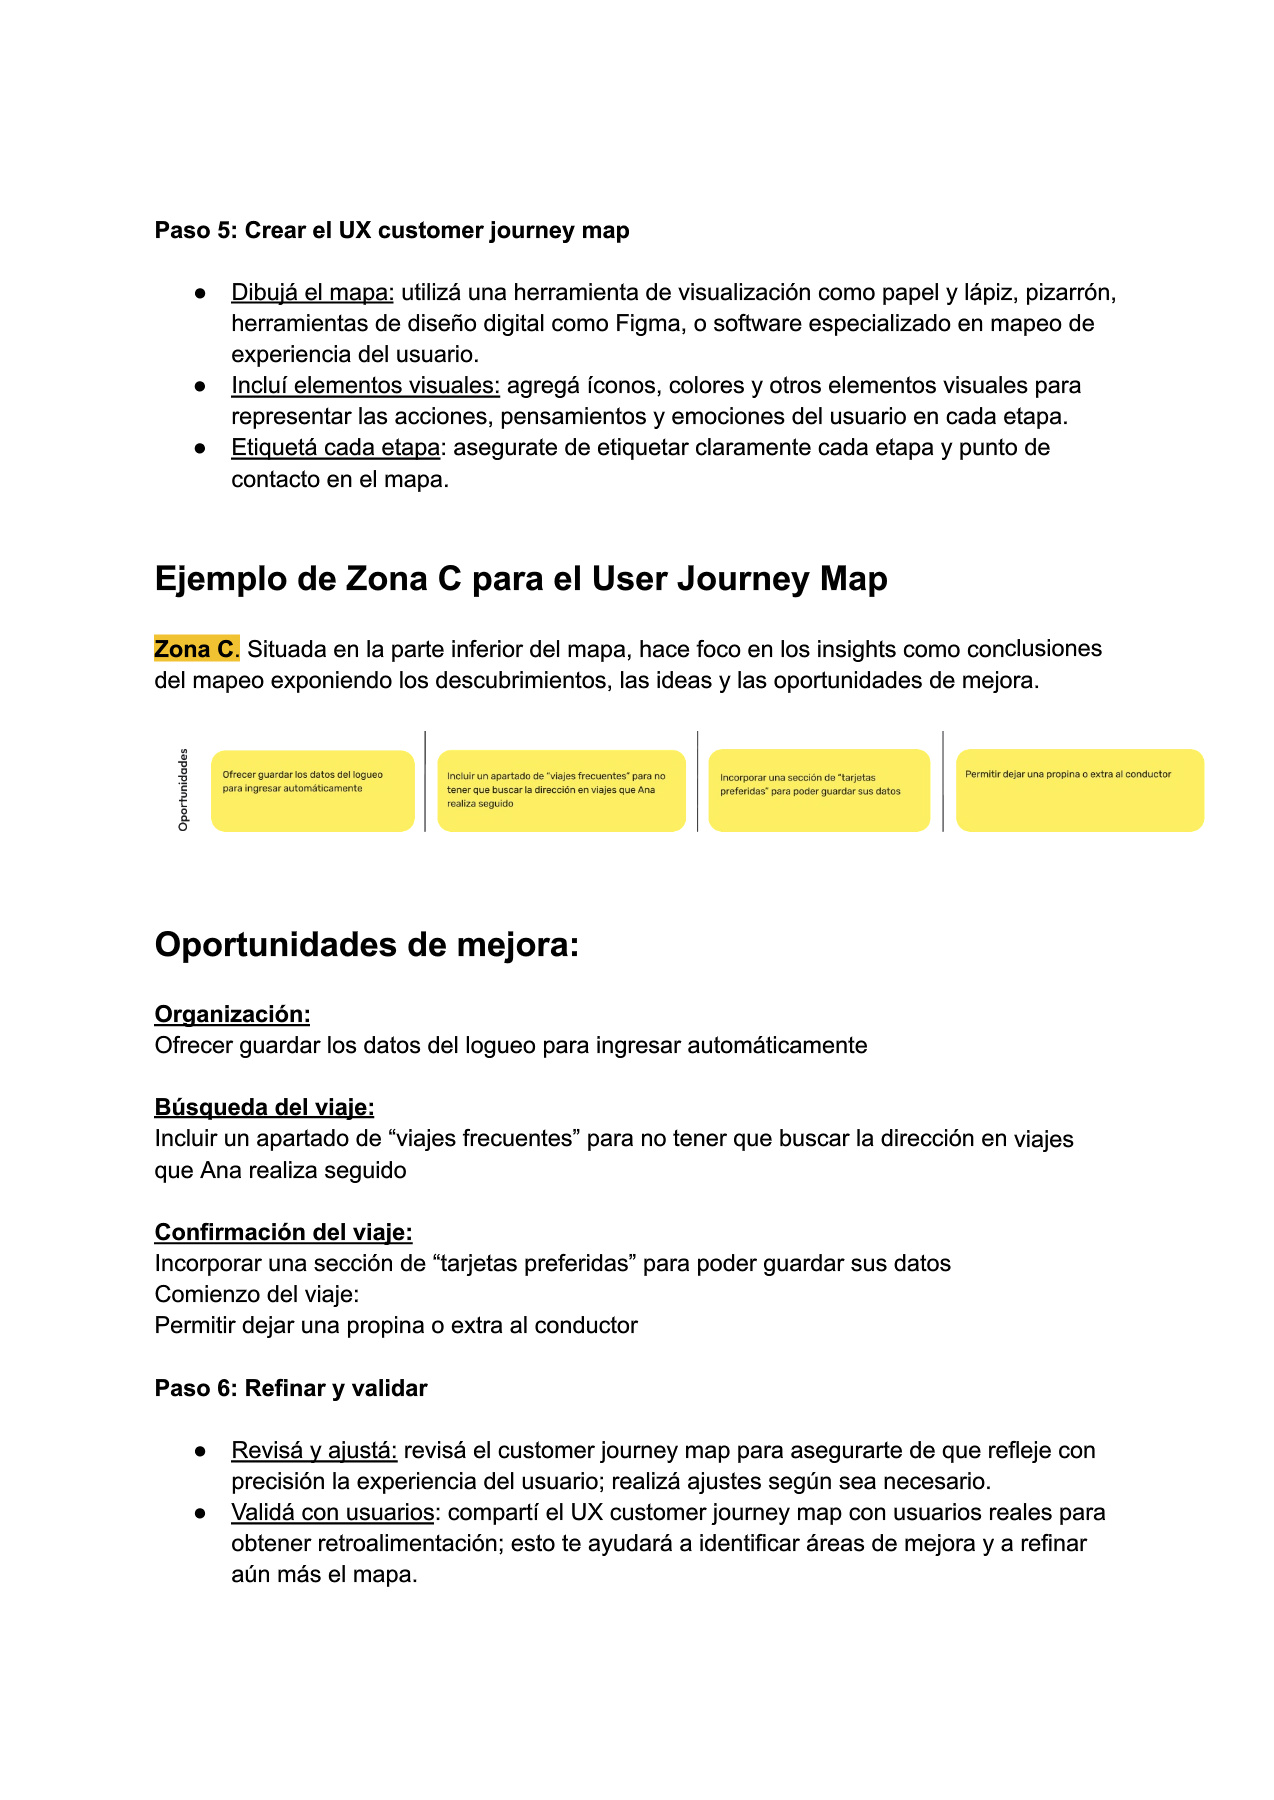 Paso 5: Crear el UX customer journey map
● Dibujá el mapa: utilizá una herramienta de visualización como papel y lápiz, pizarrón,
herramientas de diseño digital como Figma, o software especializado en mapeo de
experiencia del usuario.
● Incluí elementos visuales: agregá íconos, colores y otros elementos visuales para
representar las acciones, pensamientos y emociones del usuario en cada etapa.
● Etiquetá cada etapa: asegurate de etiquetar claramente cada etapa y punto de
contacto en el mapa.
Ejemplo de Zona C para el User Journey Map
Zona C. Situada en la parte inferior del mapa, hace foco en los insights como conclusiones
del mapeo exponiendo los descubrimientos, las ideas y las oportunidades de mejora.
Oportunidades
Ofrecer guardar los datos del logueo
para ingresar automáticamente
Incluir un apartado de "viajes frecuentes" para no
tener que buscar la dirección en viajes que Ana
realiza seguido
Incorporar una sección de "tarjetas
preferidas" para poder guardar sus datos
Permitir dejar una propina o extra al conductor
Oportunidades de mejora:
Organización:
Ofrecer guardar los datos del logueo para ingresar automáticamente
Búsqueda del viaje:
Incluir un apartado de “viajes frecuentes” para no tener que buscar la dirección en viajes
que Ana realiza seguido
Confirmación del viaje:
Incorporar una sección de “tarjetas preferidas” para poder guardar sus datos
Comienzo del viaje:
Permitir dejar una propina o extra al conductor
Paso 6: Refinar y validar
● Revisá y ajustá: revisá el customer journey map para asegurarte de que refleje con
precisión la experiencia del usuario; realizá ajustes según sea necesario.
● Validá con usuarios: compartí el UX customer journey map con usuarios reales para
obtener retroalimentación; esto te ayudará a identificar áreas de mejora y a refinar
aún más el mapa.